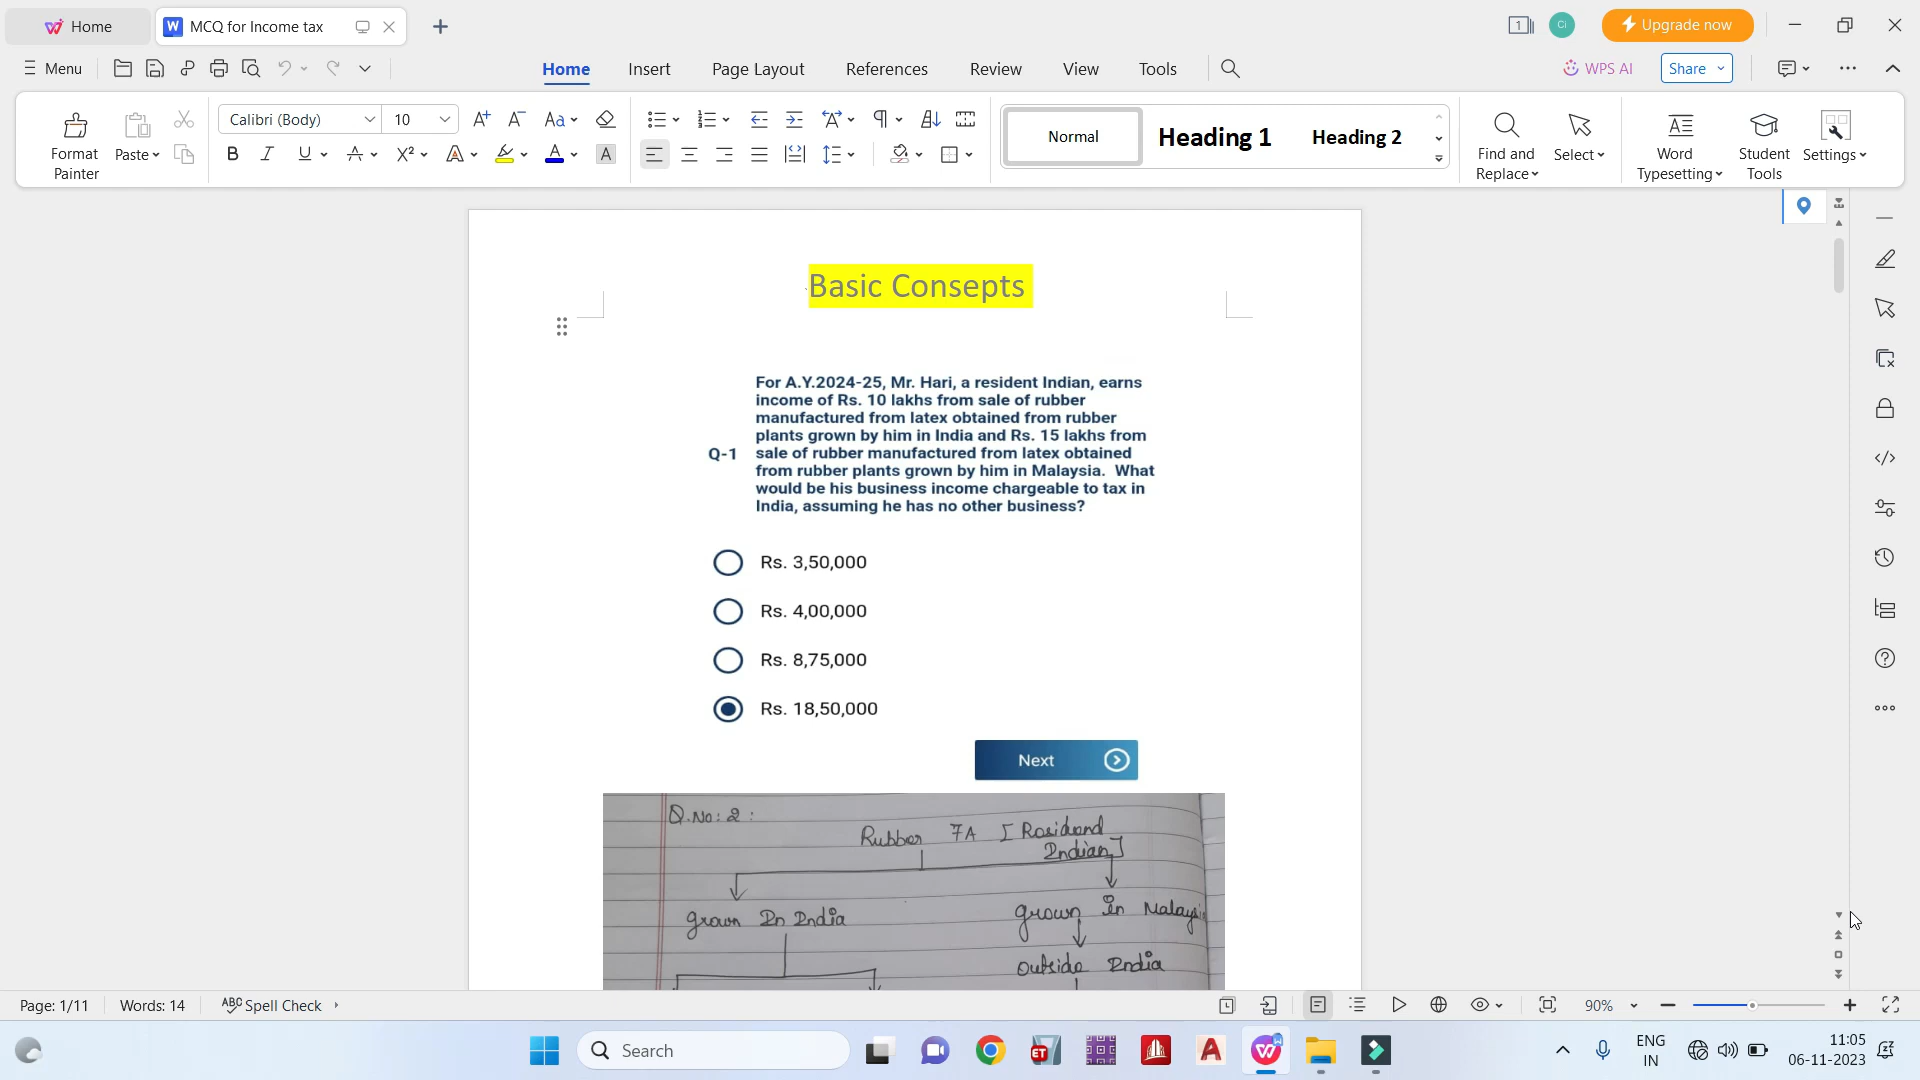 Home
MCQ for Income tax
1
Ci
Upgrade now
Menu
Home
Insert
Page Layout
References
Review
View
Tools
WPS AI
Share
Format
Painter
Paste
Calibri (Body)
10
Normal
Heading 1
Heading 2
Find and
Replace
Select
Word
Typesetting
Student
Tools
Settings
Basic Consepts
For A.Y.2024-25, Mr. Hari, a resident Indian, earns
income of Rs. 10 lakhs from sale of rubber
manufactured from latex obtained from rubber
plants grown by him in India and Rs. 15 lakhs from
Q-1 sale of rubber manufactured from latex obtained
from rubber plants grown by him in Malaysia. What
would be his business income chargeable to tax in
India, assuming he has no other business?
Rs. 3,50,000
Rs. 4,00,000
Rs. 8,75,000
Rs. 18,50,000
Next
Q.No: 2 :
Rubber 7A [Rosidend
Indian]
grown In India
grown in Malaysi
outside India
Page: 1/11
Words: 14
Spell Check
90%
Search
ENG
IN
11:05
06-11-2023